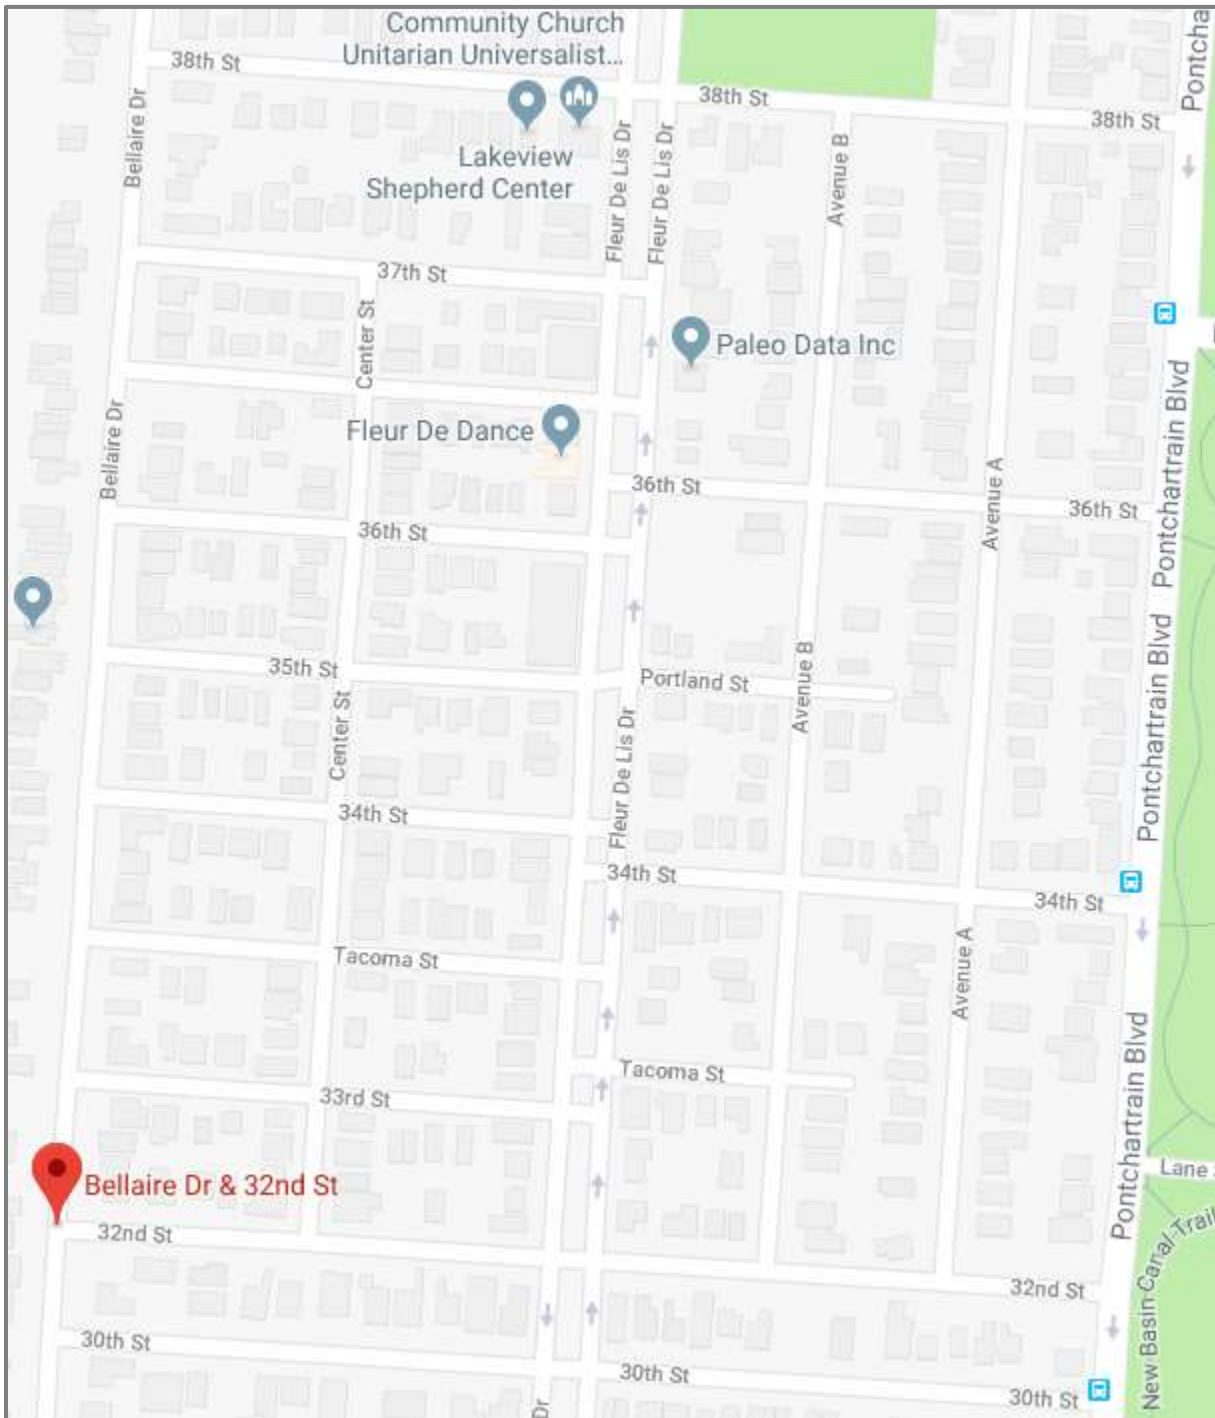 Community Church
Unitarian Universalist...
Pontcha
38th St
38th St
38th St
Bellaire Dr
Lakeview
Shepherd Center
Fleur De Lis Dr
Fleur De Lis Dr
Avenue B
37th St
Center St
Paleo Data Inc
Bellaire Dr
Fleur De Dance
Pontchartrain Blvd
36th St
Avenue A
36th St
36th St
35th St
Portland St
Avenue B
Pontchartrain Blvd
Center St
Fleur De Lis Dr
34th St
34th St
34th St
Tacoma St
Avenue A
Tacoma St
Pontchartrain Blvd
33rd St
Lane
Bellaire Dr & 32nd St
32nd St
32nd St
New Basin Canal Trail
30th St
30th St
30th St
Dr